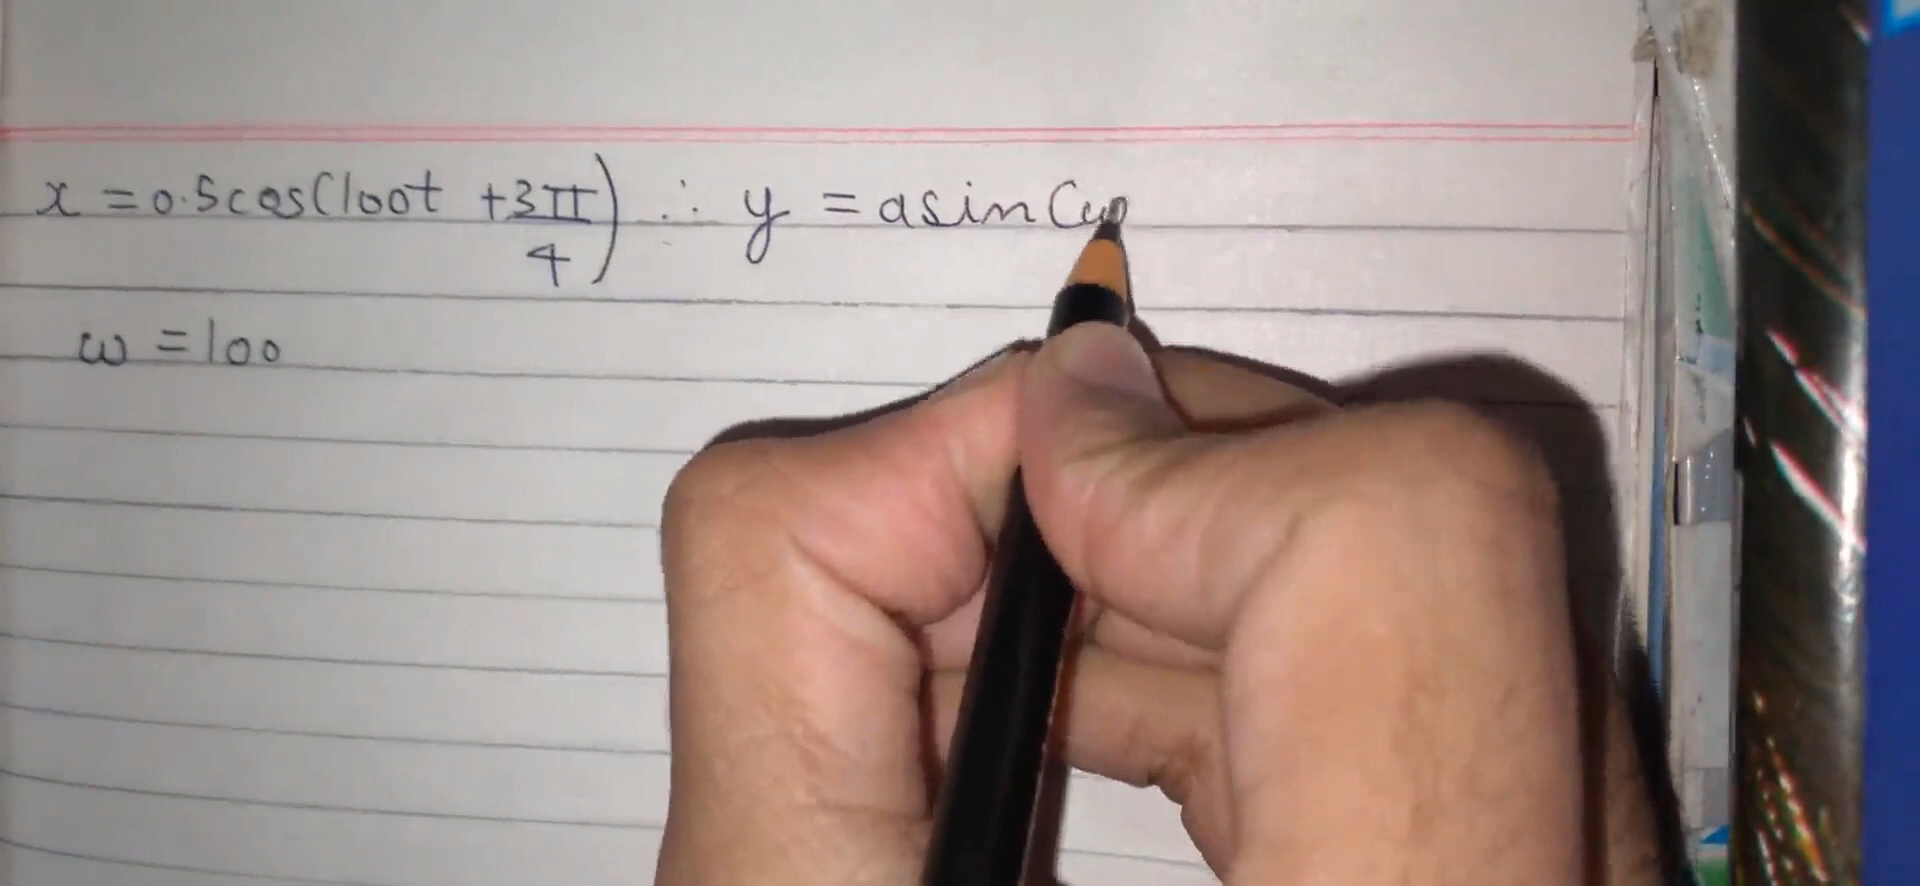 x = 0.5cos(100t + 3π/4) ∴ y = asin(ω
ω = 100